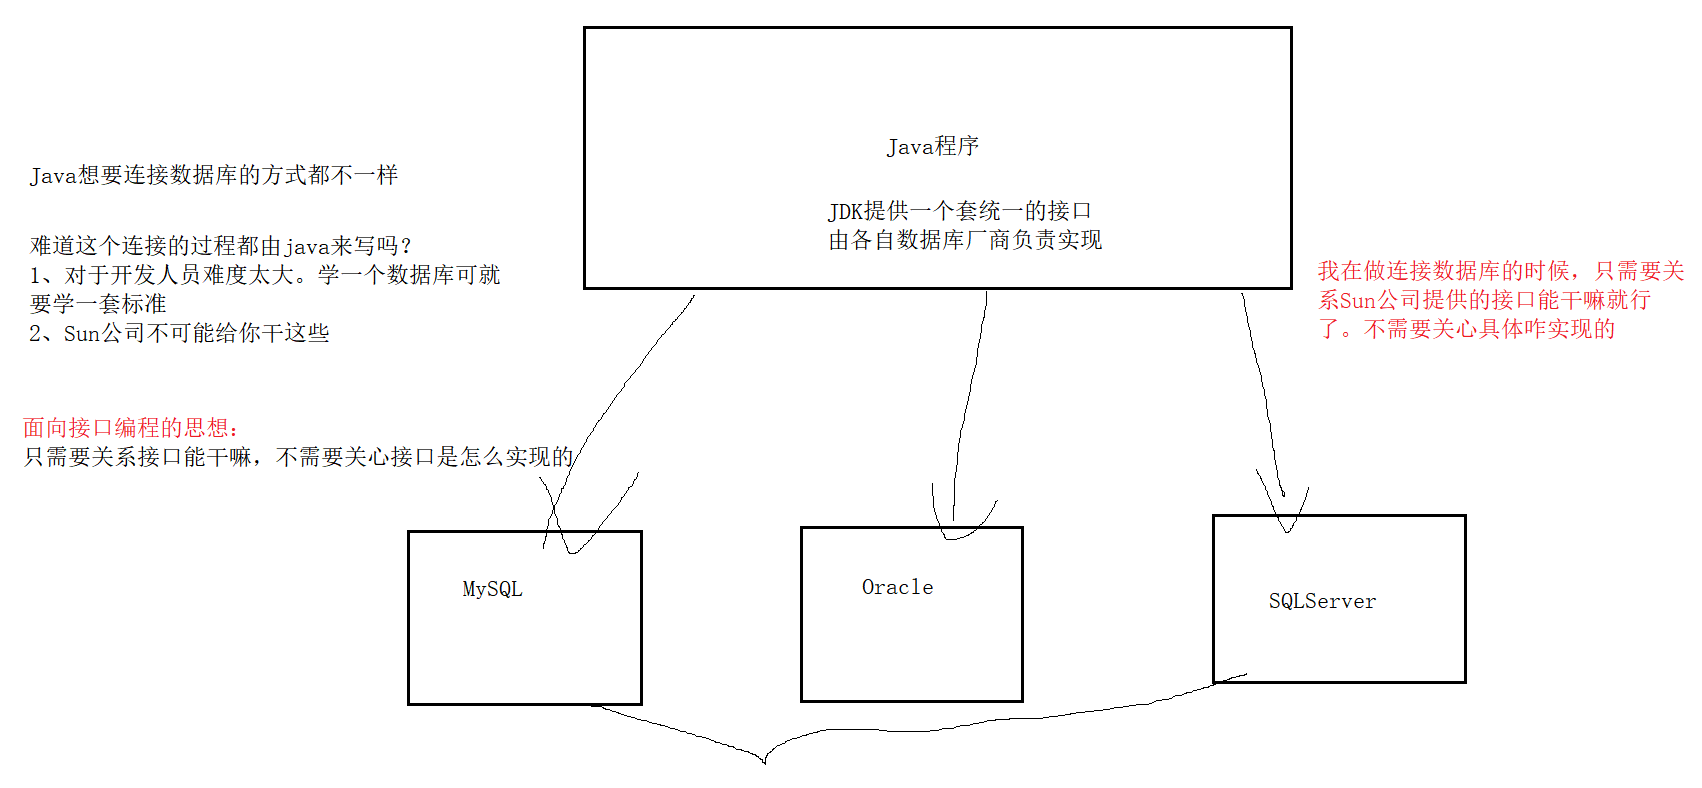 Java程序
Java想要连接数据库的方式都不一样
JDK提供一个套统一的接口
由各自数据库厂商负责实现
难道这个连接的过程都由java来写吗？
1、对于开发人员难度太大。学一个数据库可就
要学一套标准
2、Sun公司不可能给你干这些
我在做连接数据库的时候，只需要关
系Sun公司提供的接口能干嘛就行
了。不需要关心具体咋实现的
面向接口编程的思想：
只需要关系接口能干嘛，不需要关心接口是怎么实现的
MySQL
Oracle
SQLServer